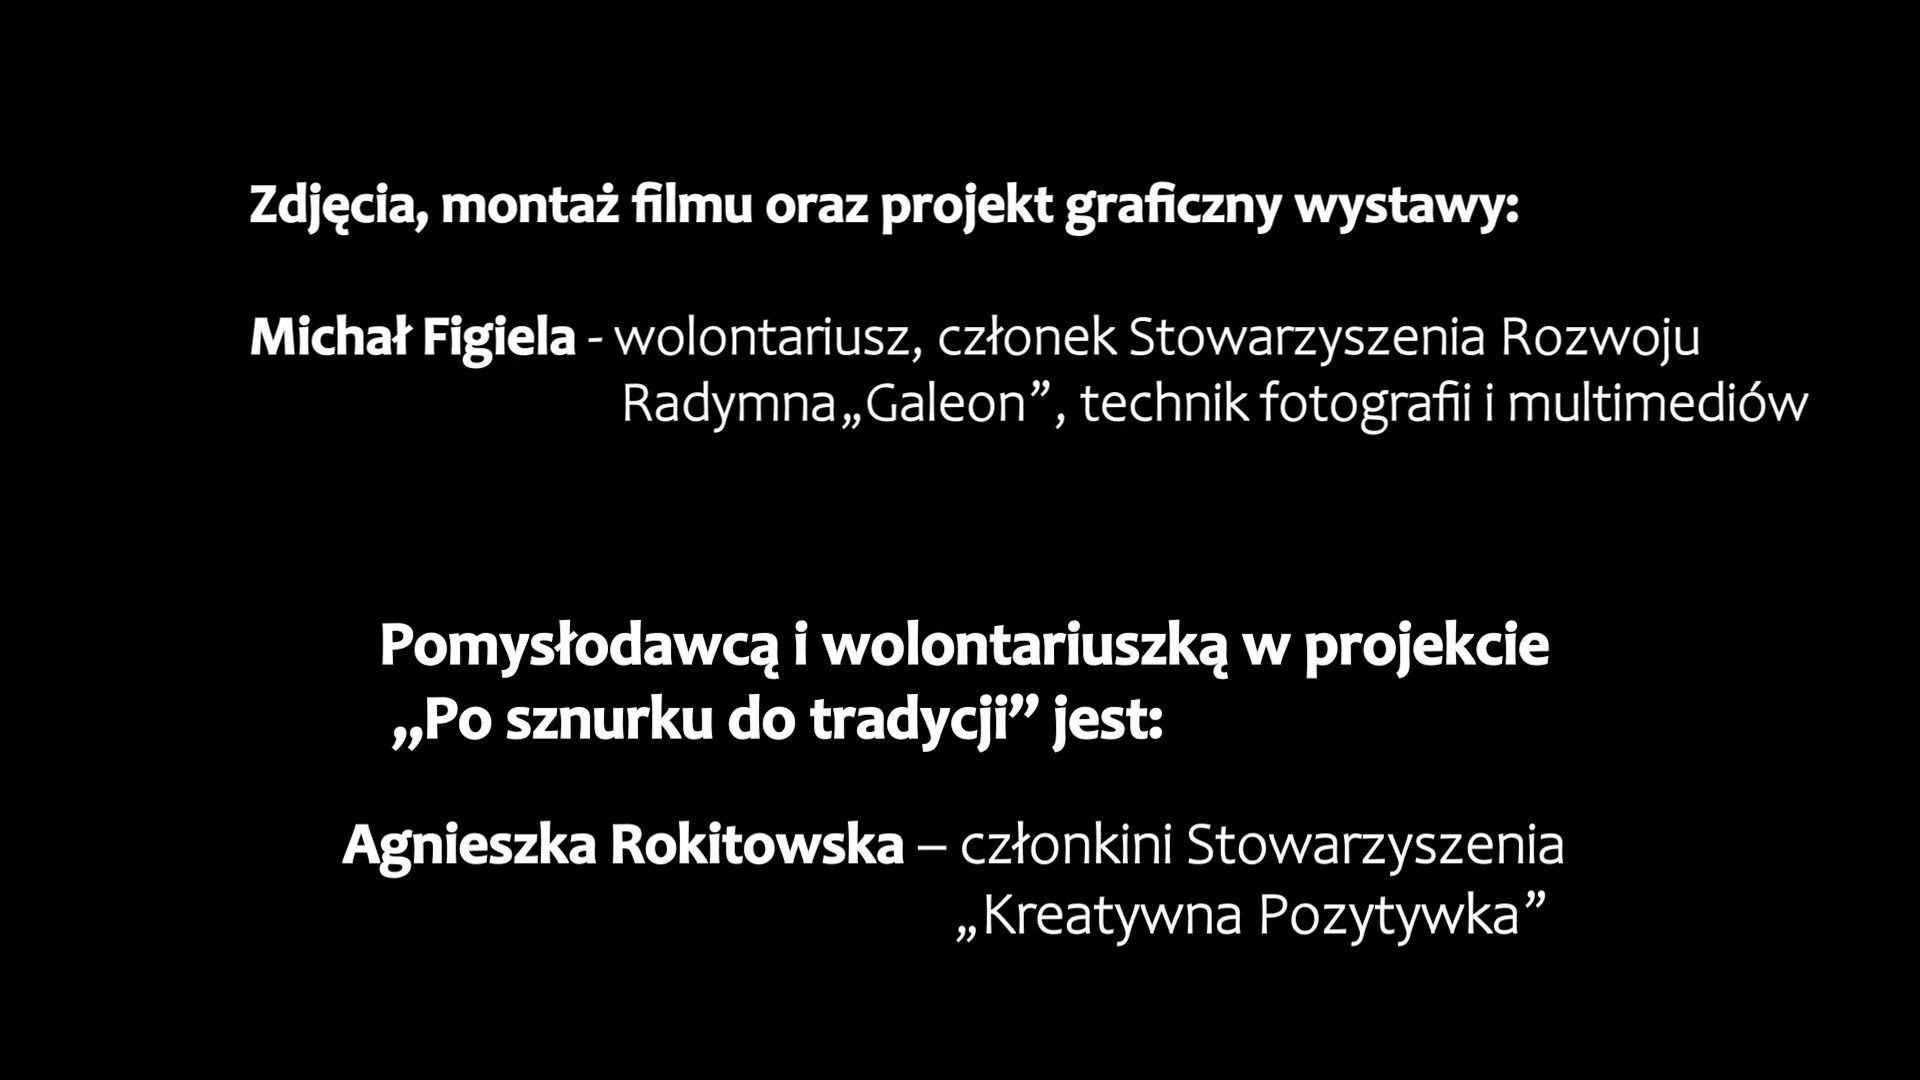 Zdjęcia, montaż filmu oraz projekt graficzny wystawy:
Michał Figiela - wolontariusz, członek Stowarzyszenia Rozwoju
Radymna „Galeon”, technik fotografii i multimediów
Pomysłodawcą i wolontariuszką w projekcie
„Po sznurku do tradycji” jest:
Agnieszka Rokitowska – członkini Stowarzyszenia
„Kreatywna Pozytywka”